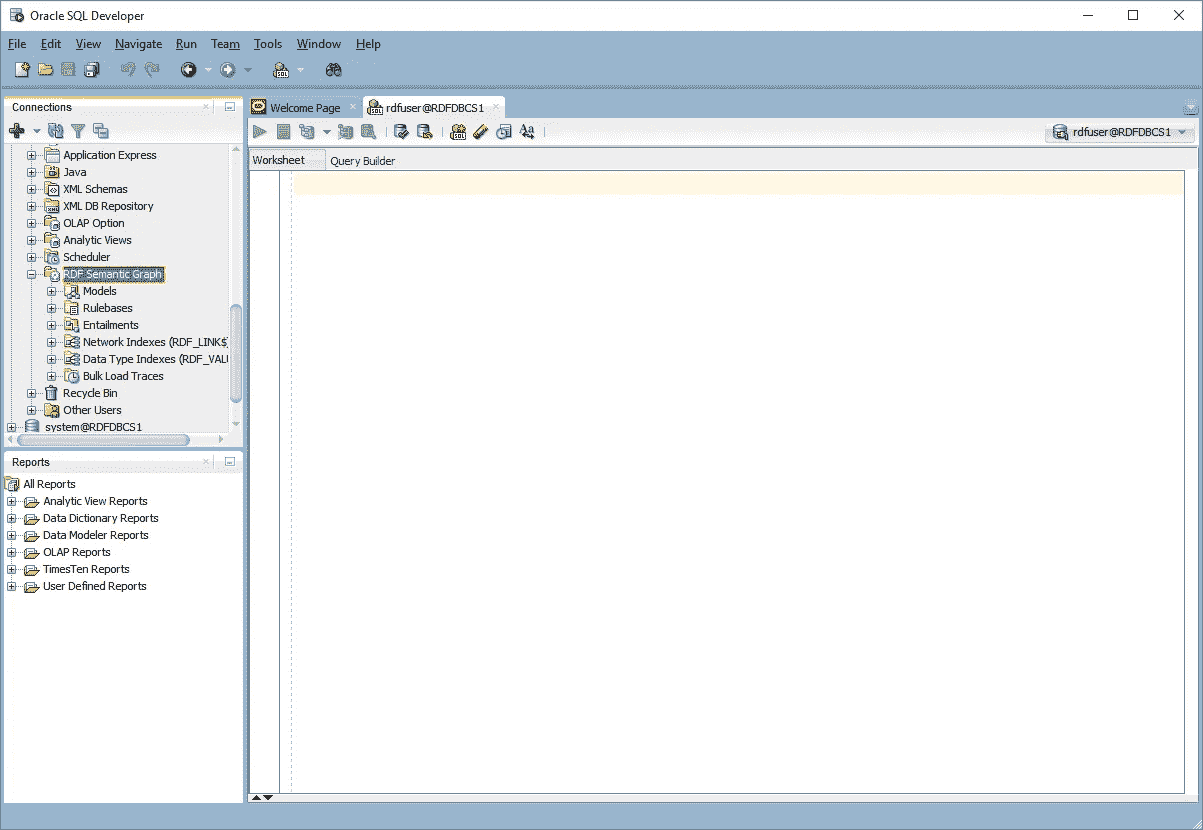 Oracle SQL Developer
File Edit View Navigate Run Team Tools Window Help
Connections
Application Express
Java
XML Schemas
XML DB Repository
OLAP Option
Analytic Views
Scheduler
RDF Semantic Graph
Models
Rulebases
Entailments
Network Indexes (RDF_LINK$)
Data Type Indexes (RDF_VALU
Bulk Load Traces
Recycle Bin
Other Users
system@RDFDBCS1
Reports
All Reports
Analytic View Reports
Data Dictionary Reports
Data Modeler Reports
OLAP Reports
TimesTen Reports
User Defined Reports
Welcome Page
rdfuser@RDFDBCS1
rdfuser@RDFDBCS1
Worksheet Query Builder